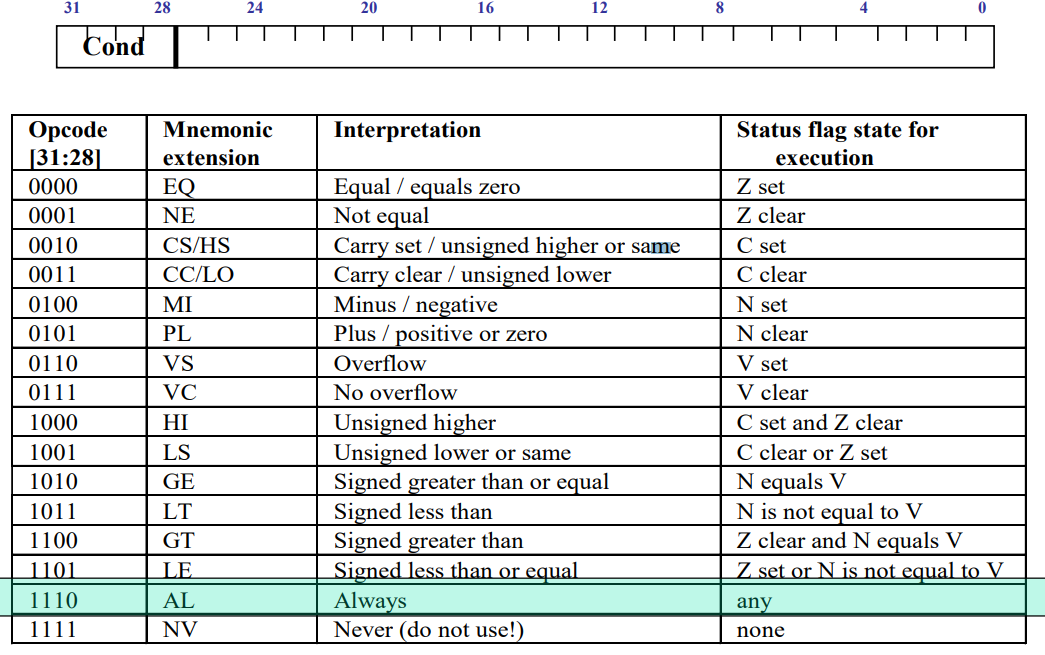 31 28 24 20 16 12 8 4 0
Cond
Opcode [31:28] Mnemonic extension Interpretation Status flag state for execution
0000 EQ Equal / equals zero Z set
0001 NE Not equal Z clear
0010 CS/HS Carry set / unsigned higher or same C set
0011 CC/LO Carry clear / unsigned lower C clear
0100 MI Minus / negative N set
0101 PL Plus / positive or zero N clear
0110 VS Overflow V set
0111 VC No overflow V clear
1000 HI Unsigned higher C set and Z clear
1001 LS Unsigned lower or same C clear or Z set
1010 GE Signed greater than or equal N equals V
1011 LT Signed less than N is not equal to V
1100 GT Signed greater than Z clear and N equals V
1101 LE Signed less than or equal Z set or N is not equal to V
1110 AL Always any
1111 NV Never (do not use!) none